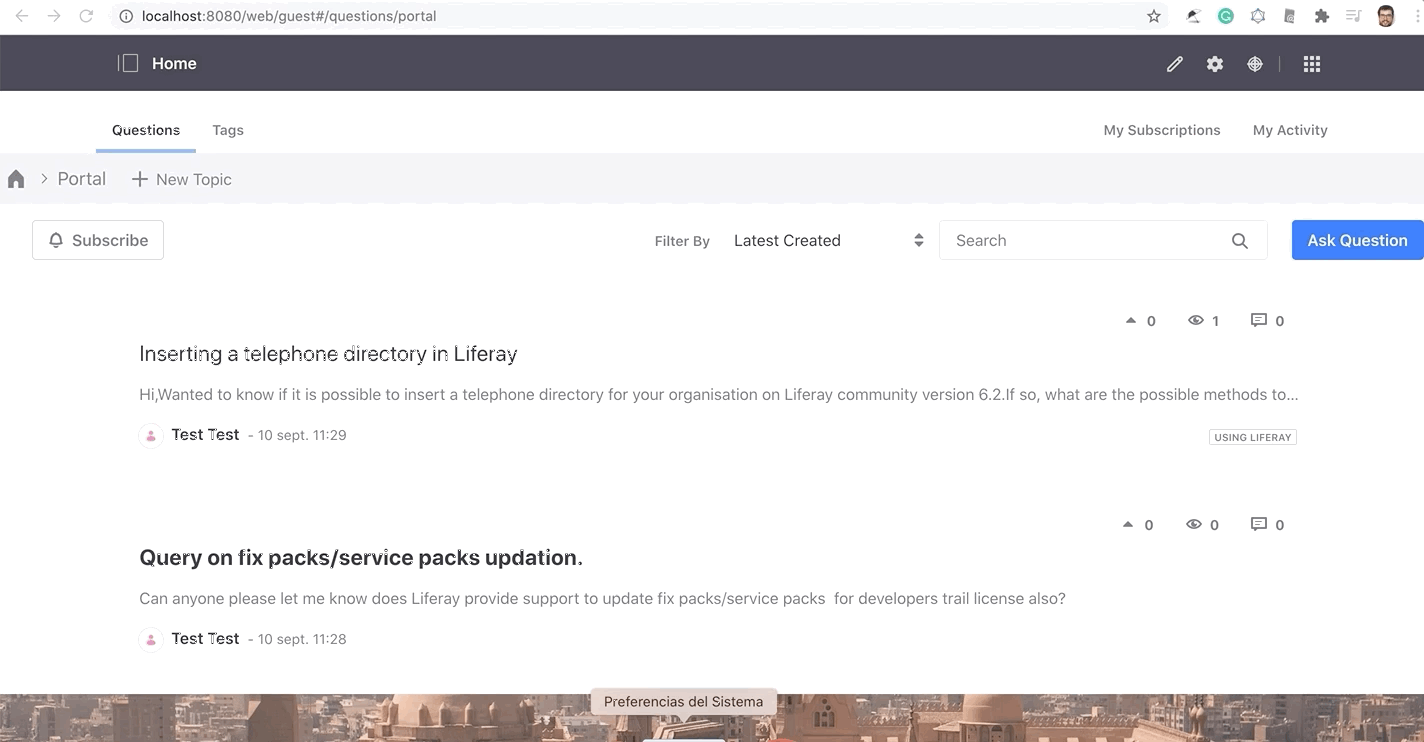 localhost:8080/web/guest#/questions/portal
Home
Questions Tags My Subscriptions My Activity
Portal New Topic
Subscribe Filter By Latest Created Search Ask Question
0 1 0
Inserting a telephone directory in Liferay
Hi,Wanted to know if it is possible to insert a telephone directory for your organisation on Liferay community version 6.2.If so, what are the possible methods to...
Test Test - 10 sept. 11:29 USING LIFERAY
0 0 0
Query on fix packs/service packs updation.
Can anyone please let me know does Liferay provide support to update fix packs/service packs  for developers trail license also?
Test Test - 10 sept. 11:28
Preferencias del Sistema